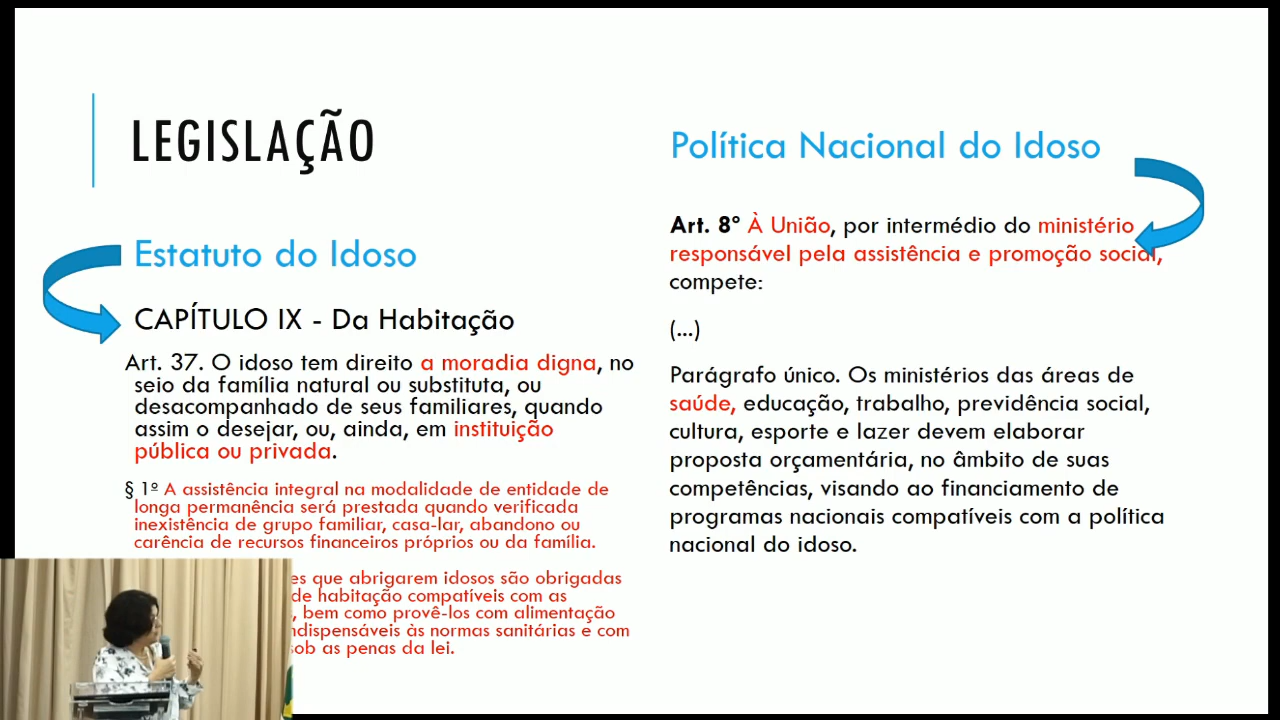 LEGISLAÇÃO
Estatuto do Idoso
CAPÍTULO IX - Da Habitação
Art. 37. O idoso tem direito a moradia digna, no
seio da família natural ou substituta, ou
desacompanhado de seus familiares, quando
assim o desejar, ou, ainda, em instituição
pública ou privada.
§ 1º A assistência integral na modalidade de entidade de
longa permanência será prestada quando verificada
inexistência de grupo familiar, casa-lar, abandono ou
carência de recursos financeiros próprios ou da família.
que abrigarem idosos são obrigadas
de habitação compatíveis com as
, bem como provê-los com alimentação
às normas sanitárias e com
sob as penas da lei.
Política Nacional do Idoso
Art. 8° À União, por intermédio do ministério
responsável pela assistência e promoção social,
compete:
(...)
Parágrafo único. Os ministérios das áreas de
saúde, educação, trabalho, previdência social,
cultura, esporte e lazer devem elaborar
proposta orçamentária, no âmbito de suas
competências, visando ao financiamento de
programas nacionais compatíveis com a política
nacional do idoso.